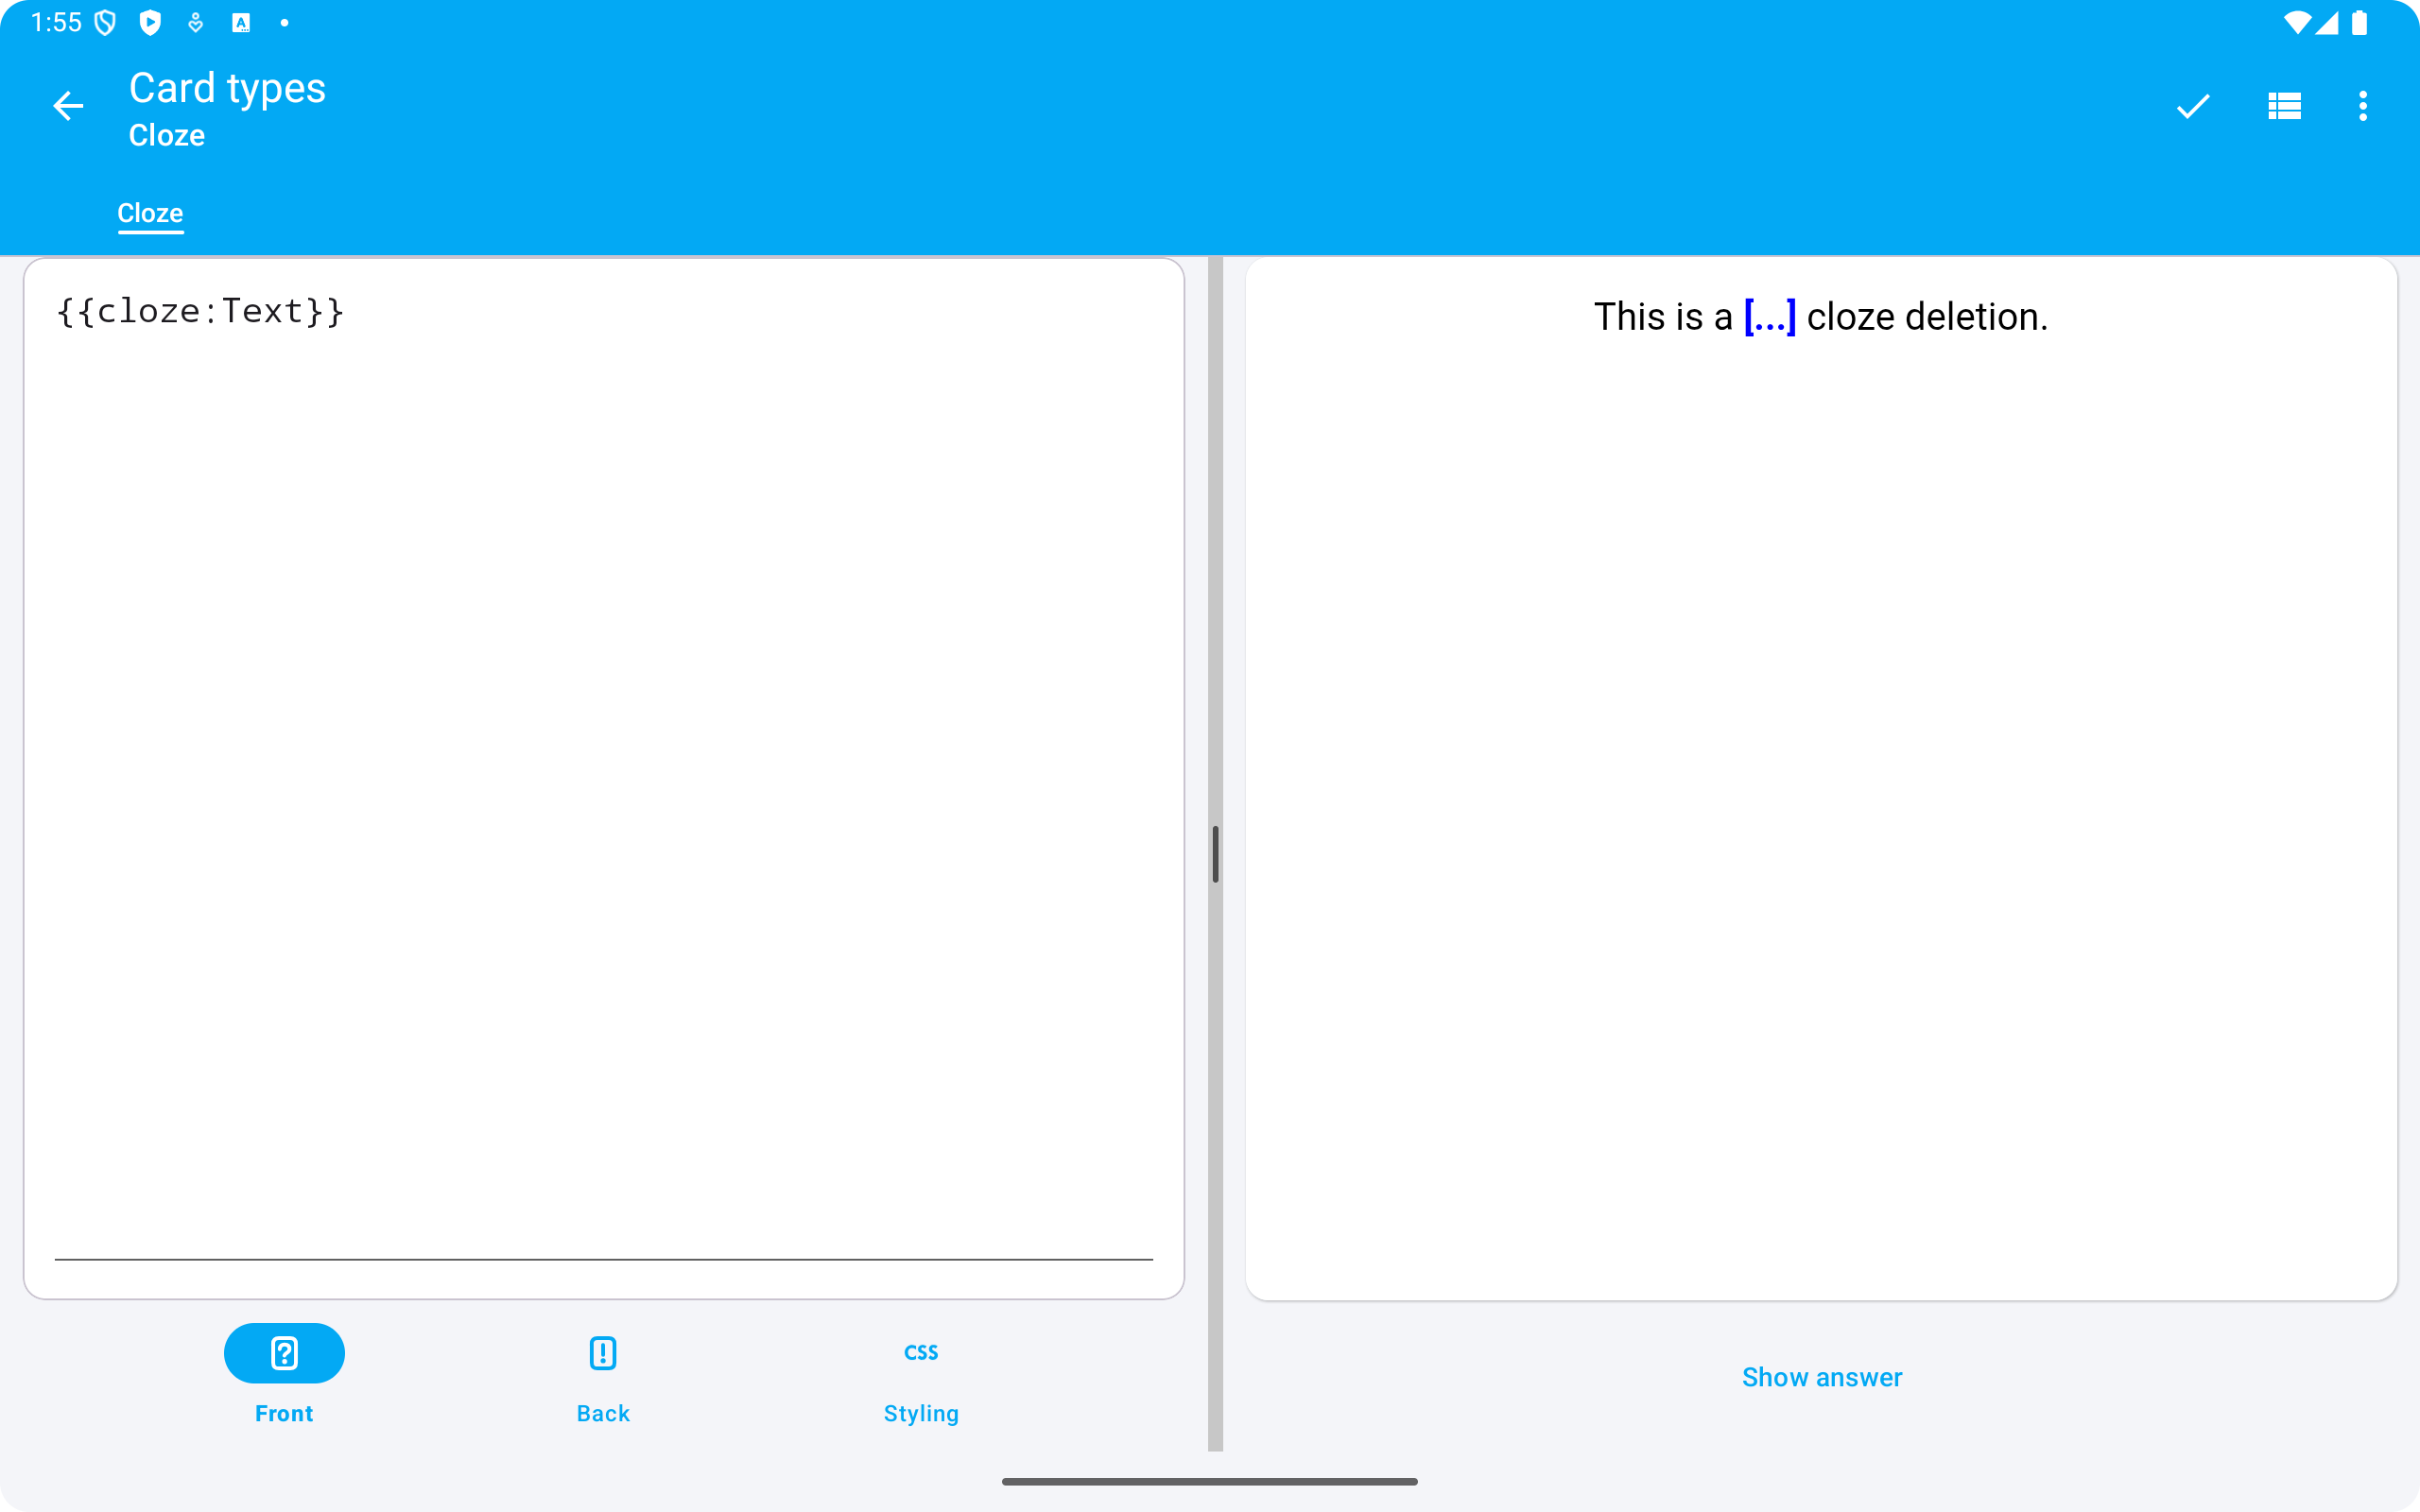 1:55
Card types
Cloze
Cloze
{{cloze:Text}}
This is a [...] cloze deletion.
Front
Back
CSS
Styling
Show answer